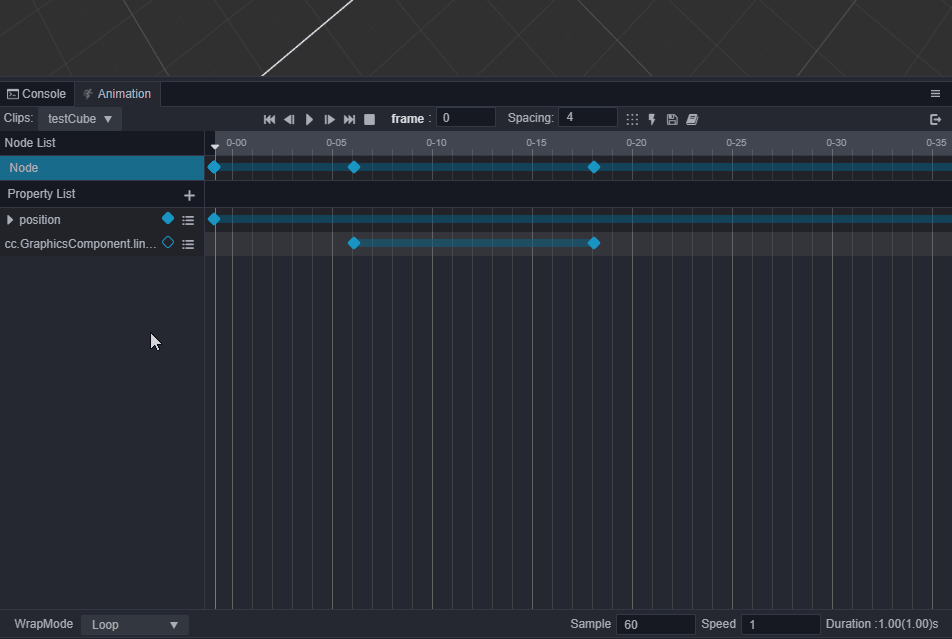 Console Animation
Clips: testCube frame : 0 Spacing: 4
Node List 0-00 0-05 0-10 0-15 0-20 0-25 0-30 0-35
Node
Property List
position
cc.GraphicsComponent.lin...
WrapMode Loop Sample 60 Speed 1 Duration :1.00(1.00)s